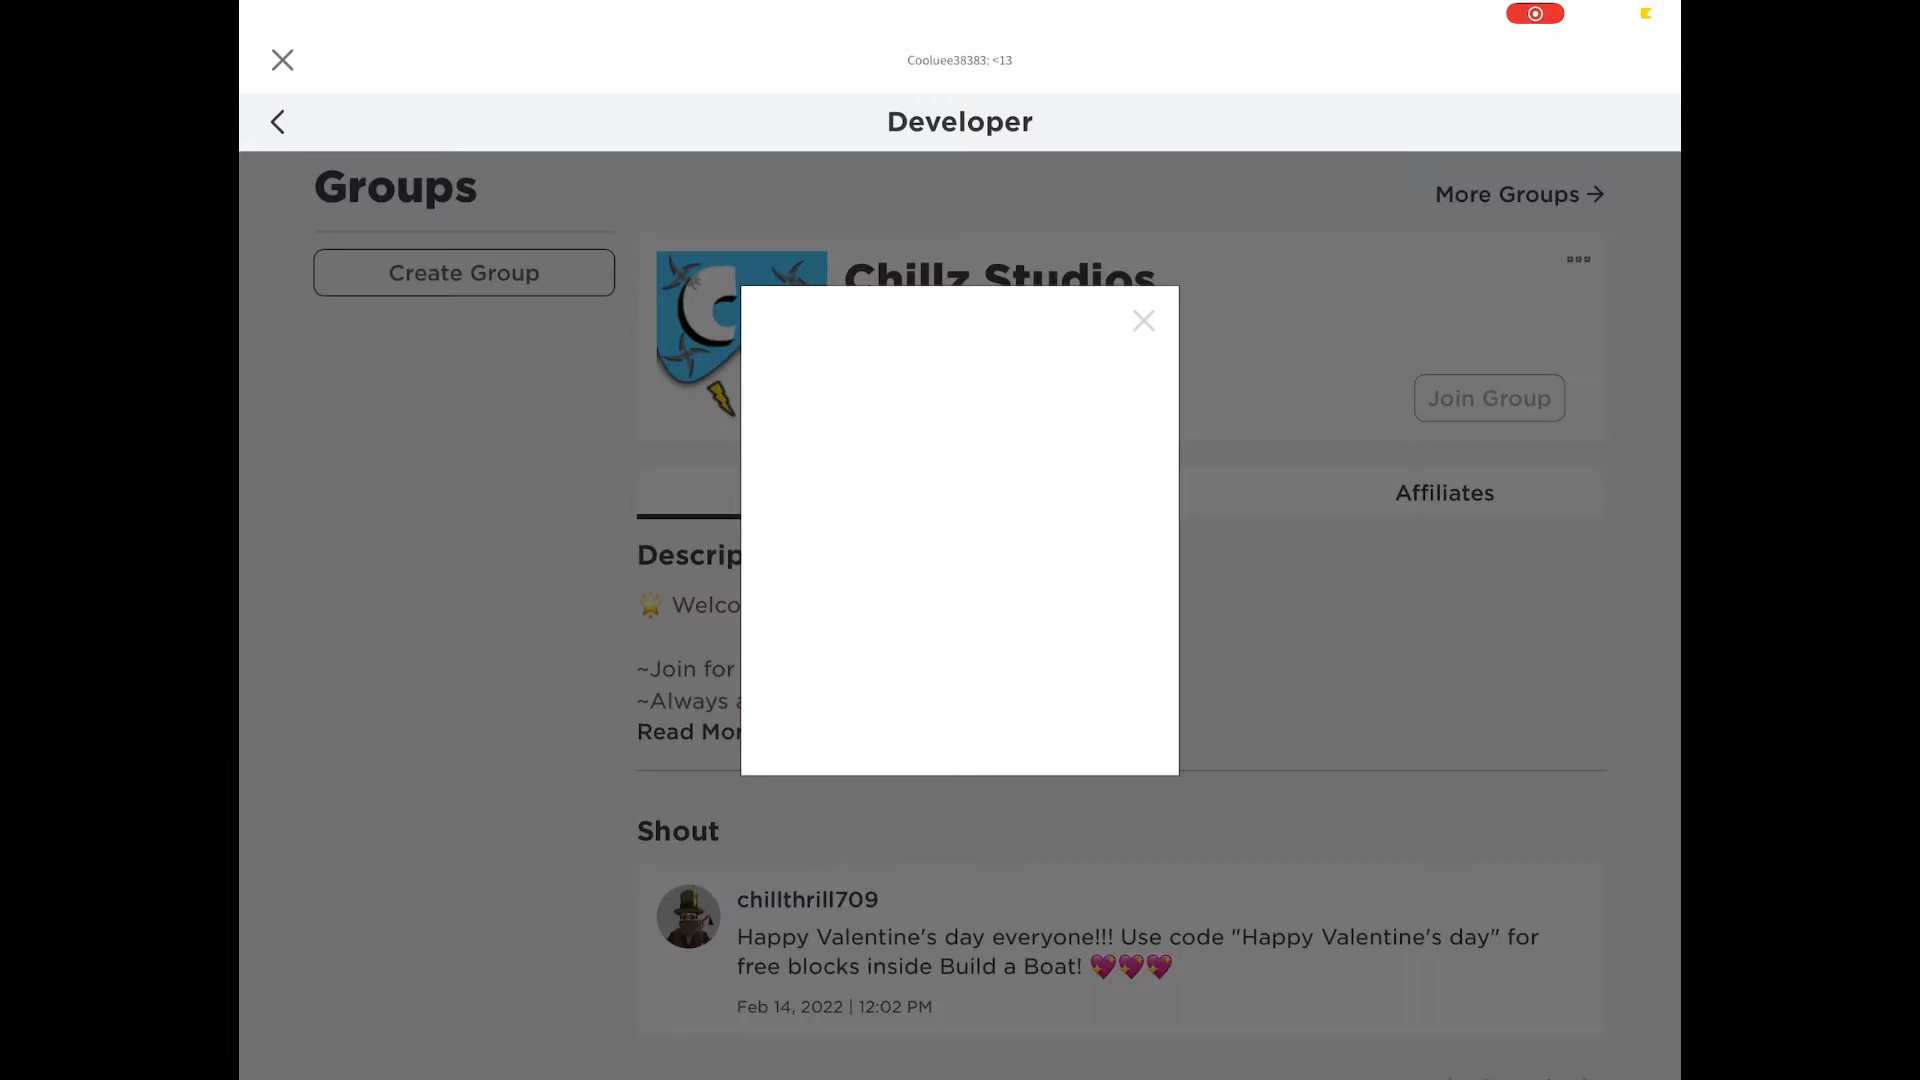 Cooluee38383: <13
Developer
Groups
More Groups →
Create Group
Chillz Studios
C
Join Group
Affiliates
Descrip
🌟 Welco
~Join for
~Always a
Read Mor
Shout
chillthrill709
Happy Valentine's day everyone!!! Use code "Happy Valentine's day" for
free blocks inside Build a Boat! 💖💖💖
Feb 14, 2022 | 12:02 PM